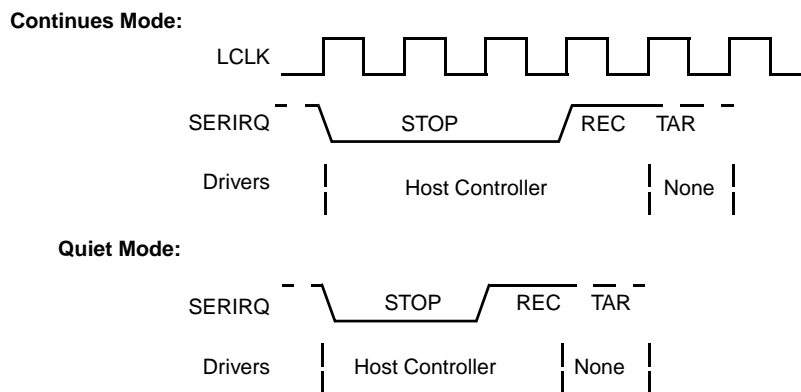 Continues Mode:
LCLK
SERIRQ STOP REC TAR
Drivers Host Controller None
Quiet Mode:
SERIRQ STOP REC TAR
Drivers Host Controller None